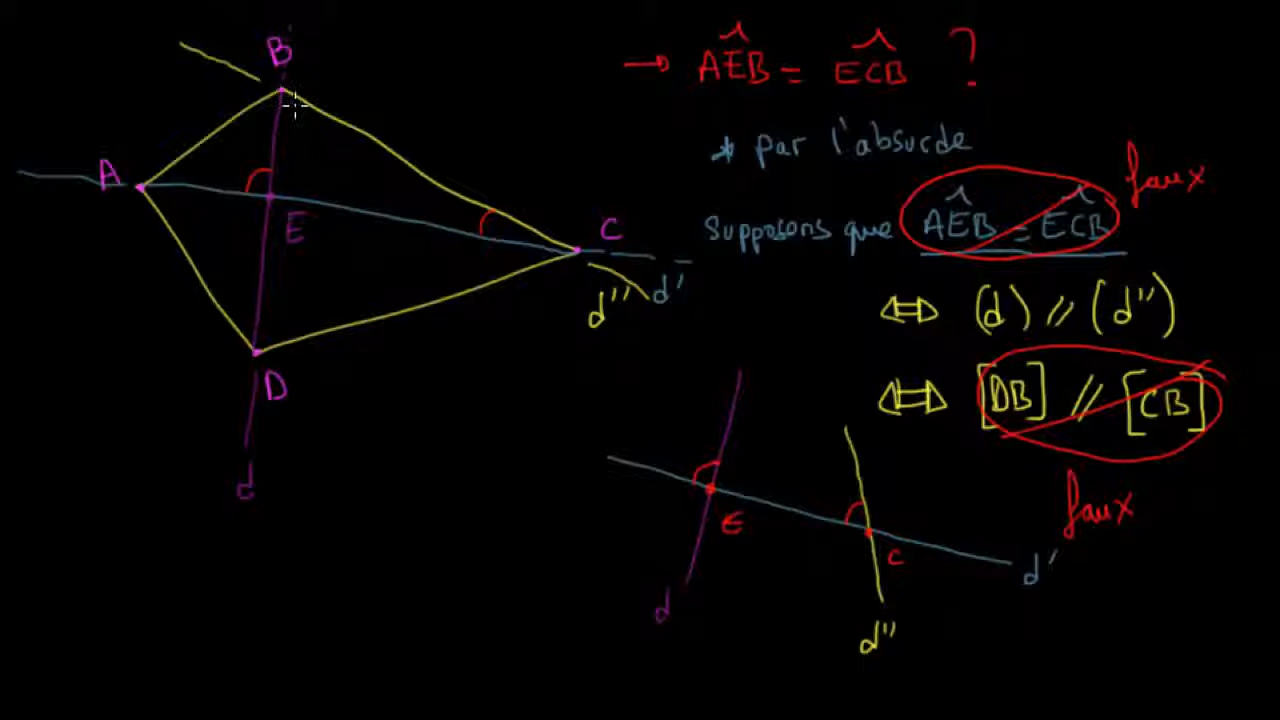 B
A
E
C
d''
d'
D
d
→ AÊB = EĈB ?
* par l'absurde
Supposons que AÊB = EĈB faux
⇔ (d) // (d'')
⇔ [DB] // [CB]
faux
E
C
d'
d
d''